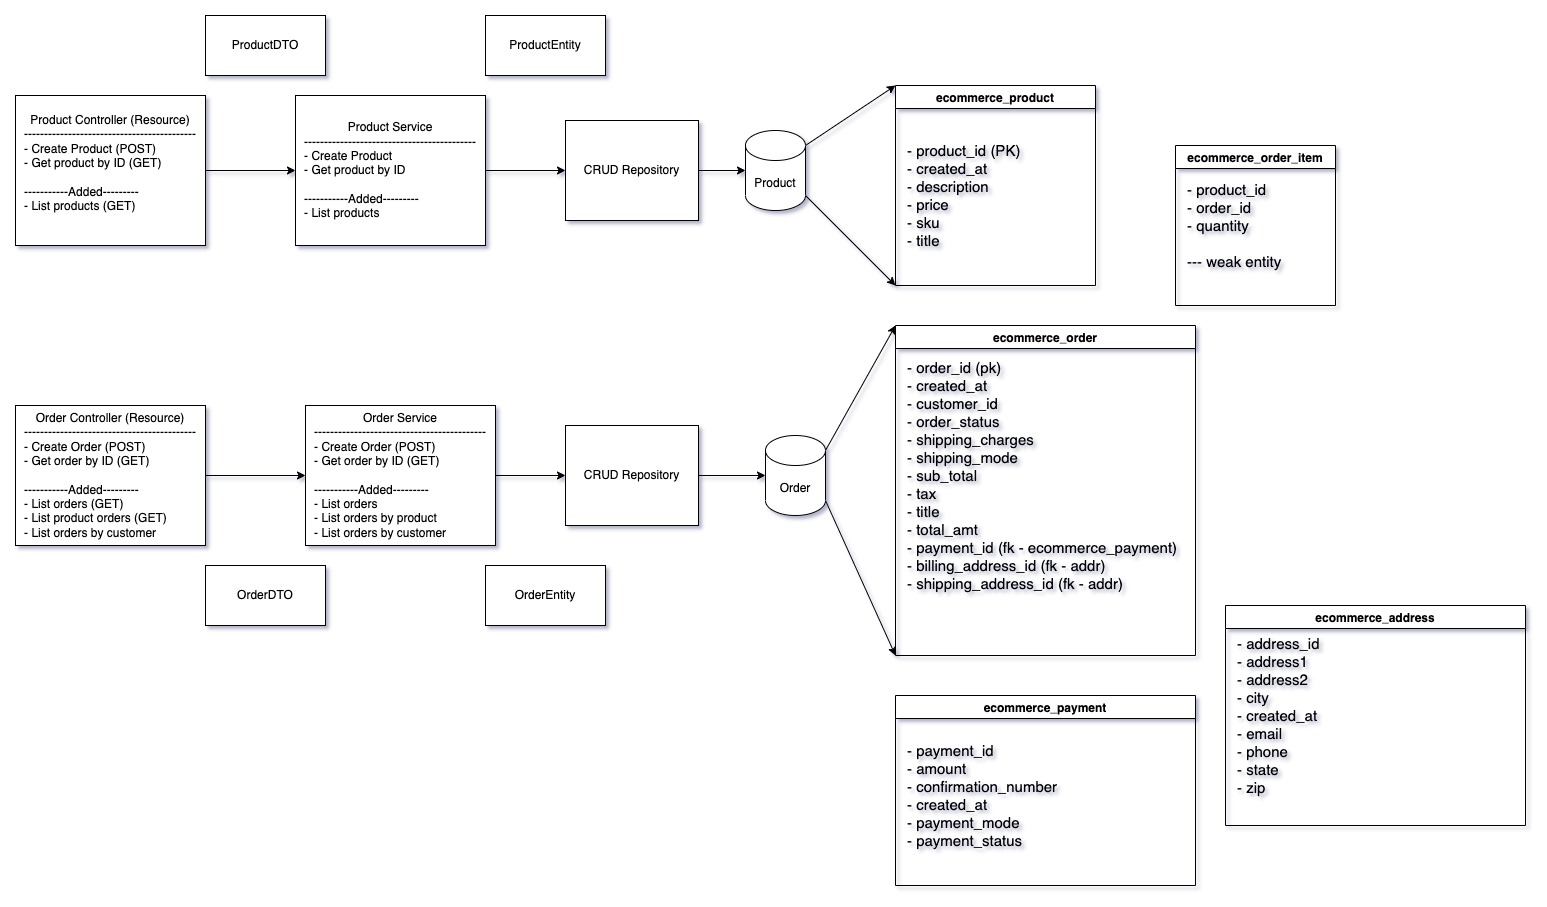 ProductDTO
ProductEntity
Product Controller (Resource)
-------------------------------------------
- Create Product (POST)
- Get product by ID (GET)
-----------Added---------
- List products (GET)
Product Service
-------------------------------------------
- Create Product
- Get product by ID
-----------Added---------
- List products
CRUD Repository
Product
ecommerce_product
- product_id (PK)
- created_at
- description
- price
- sku
- title
ecommerce_order_item
- product_id
- order_id
- quantity
--- weak entity
Order Controller (Resource)
-------------------------------------------
- Create Order (POST)
- Get order by ID (GET)
-----------Added---------
- List orders (GET)
- List product orders (GET)
- List orders by customer
Order Service
-------------------------------------------
- Create Order (POST)
- Get order by ID (GET)
-----------Added---------
- List orders
- List orders by product
- List orders by customer
CRUD Repository
Order
ecommerce_order
- order_id (pk)
- created_at
- customer_id
- order_status
- shipping_charges
- shipping_mode
- sub_total
- tax
- title
- total_amt
- payment_id (fk - ecommerce_payment)
- billing_address_id (fk - addr)
- shipping_address_id (fk - addr)
OrderDTO
OrderEntity
ecommerce_address
- address_id
- address1
- address2
- city
- created_at
- email
- phone
- state
- zip
ecommerce_payment
- payment_id
- amount
- confirmation_number
- created_at
- payment_mode
- payment_status